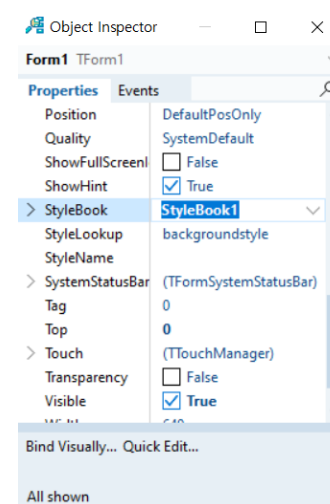 Object Inspector
Form1 TForm1
Properties Events
Position DefaultPosOnly
Quality SystemDefault
ShowFullScreenI False
ShowHint True
StyleBook StyleBook1
StyleLookup backgroundstyle
StyleName
SystemStatusBar (TFormSystemStatusBar)
Tag 0
Top 0
Touch (TTouchManager)
Transparency False
Visible True
Bind Visually... Quick Edit...
All shown